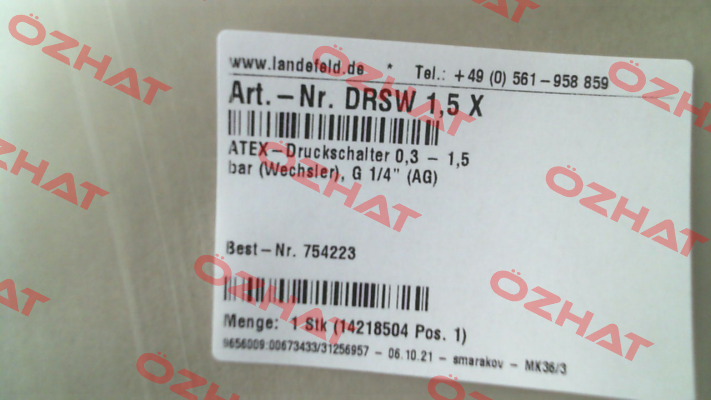 www.landefeld.de * Tel.: +49 (0) 561-958 859
Art.-Nr. DRSW 1,5 X
ATEX-Druckschalter 0,3 - 1,5
bar (Wechsler), G 1/4" (AG)
Best-Nr. 754223
Menge: 1 Stk (14218504 Pos. 1)
9656009:00673433/31256957 - 06.10.21 - smarakov - MK36/3
ÖZHAT
ÖZHAT
ÖZHAT
ÖZHAT
ÖZHAT
ÖZHAT
ÖZHAT
ÖZHAT
ÖZHAT